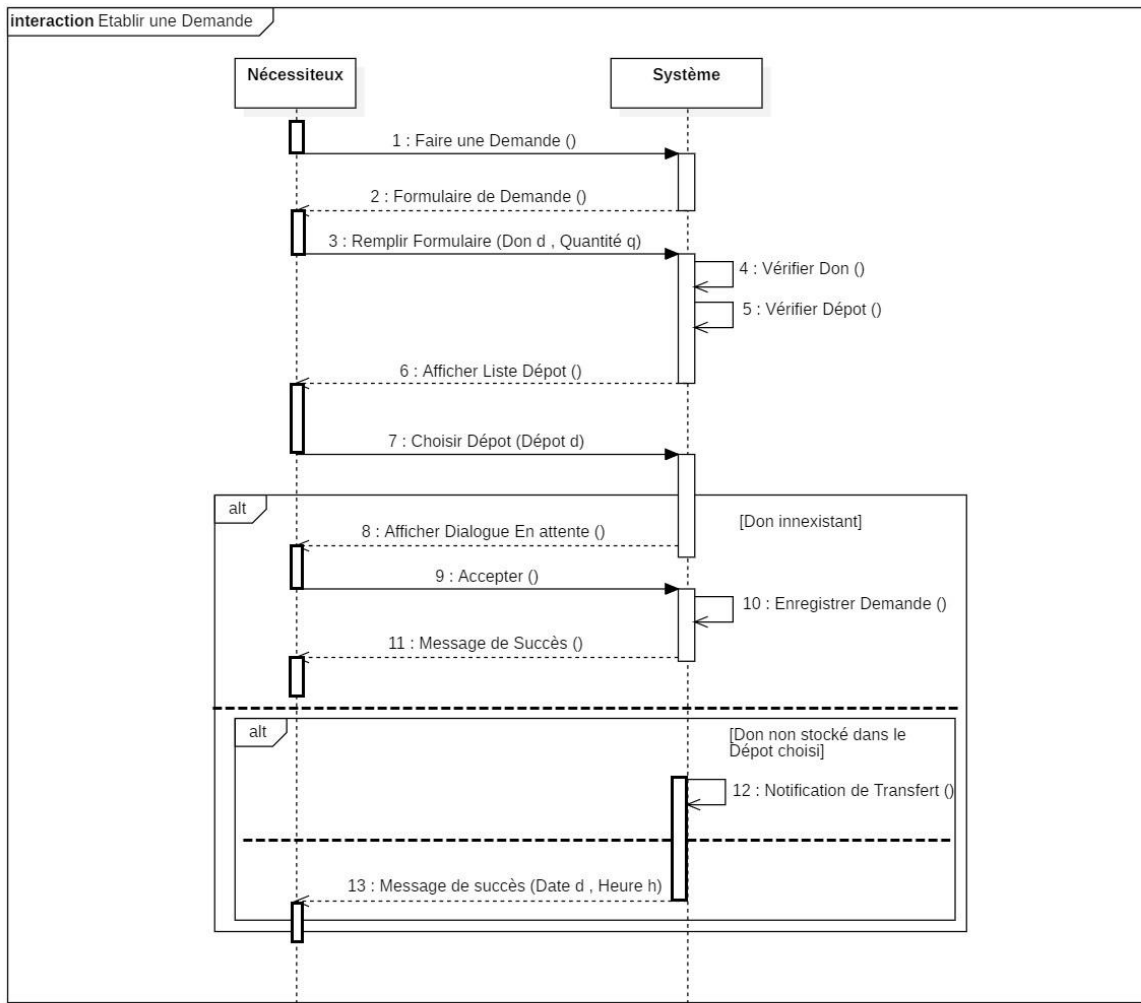 interaction Etablir une Demande
Nécessiteux
Système
1 : Faire une Demande ()
2 : Formulaire de Demande ()
3 : Remplir Formulaire (Don d , Quantité q)
4 : Vérifier Don ()
5 : Vérifier Dépot ()
6 : Afficher Liste Dépot ()
7 : Choisir Dépot (Dépot d)
alt
[Don innexistant]
8 : Afficher Dialogue En attente ()
9 : Accepter ()
10 : Enregistrer Demande ()
11 : Message de Succès ()
alt
[Don non stocké dans le
Dépot choisi]
12 : Notification de Transfert ()
13 : Message de succès (Date d , Heure h)